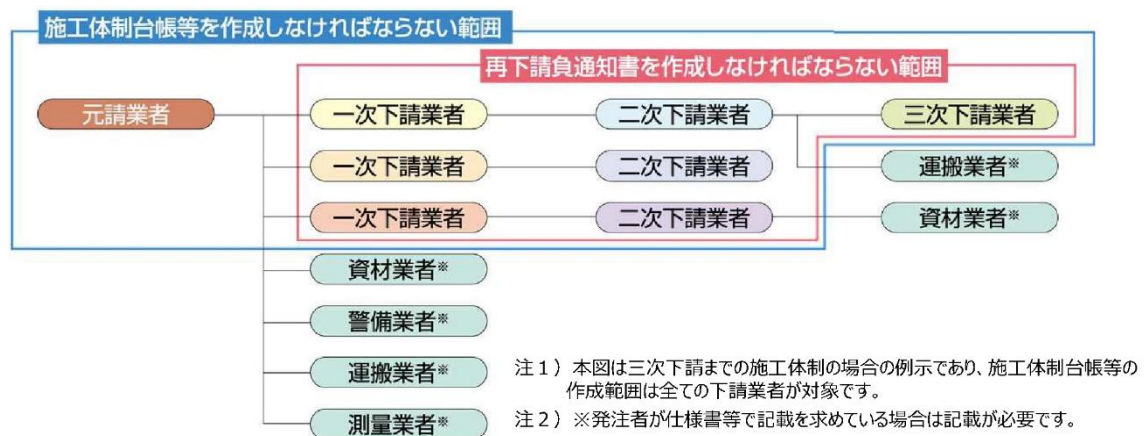 施工体制台帳等を作成しなければならない範囲
再下請負通知書を作成しなければならない範囲
元請業者
一次下請業者
二次下請業者
三次下請業者
一次下請業者
二次下請業者
運搬業者※
一次下請業者
二次下請業者
資材業者※
資材業者※
警備業者※
運搬業者※
測量業者※
注１）本図は三次下請までの施工体制の場合の例示であり、施工体制台帳等の
作成範囲は全ての下請業者が対象です。
注２）※発注者が仕様書等で記載を求めている場合は記載が必要です。